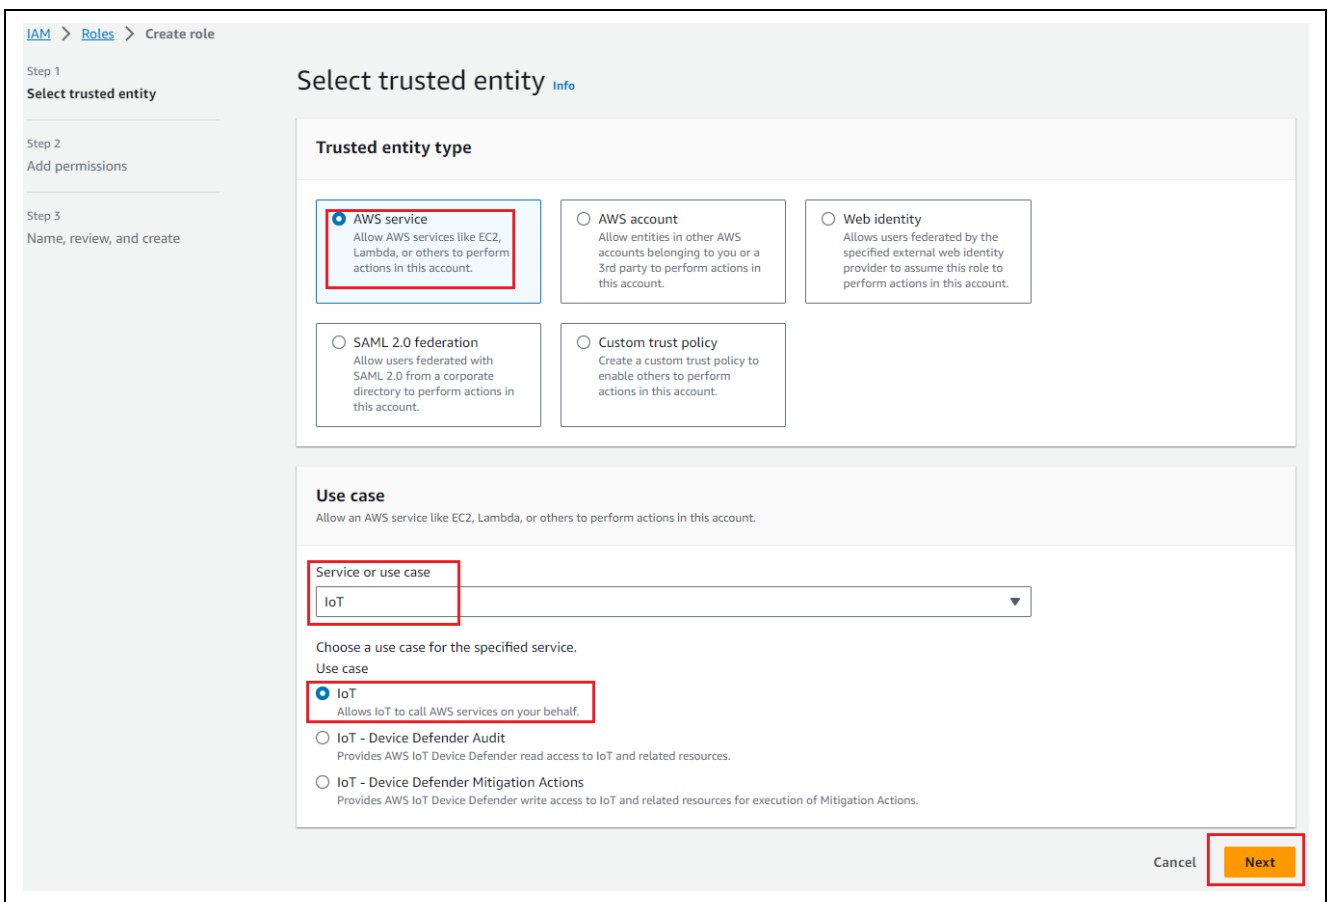 IAM > Roles > Create role
Step 1
Select trusted entity
Step 2
Add permissions
Step 3
Name, review, and create
Select trusted entity Info
Trusted entity type
AWS service
Allow AWS services like EC2,
Lambda, or others to perform
actions in this account.
AWS account
Allow entities in other AWS
accounts belonging to you or a
3rd party to perform actions in
this account.
Web identity
Allows users federated by the
specified external web identity
provider to assume this role to
perform actions in this account.
SAML 2.0 federation
Allow users federated with
SAML 2.0 from a corporate
directory to perform actions in
this account.
Custom trust policy
Create a custom trust policy to
enable others to perform
actions in this account.
Use case
Allow an AWS service like EC2, Lambda, or others to perform actions in this account.
Service or use case
IoT
Choose a use case for the specified service.
Use case
IoT
Allows IoT to call AWS services on your behalf.
IoT - Device Defender Audit
Provides AWS IoT Device Defender read access to IoT and related resources.
IoT - Device Defender Mitigation Actions
Provides AWS IoT Device Defender write access to IoT and related resources for execution of Mitigation Actions.
Cancel Next